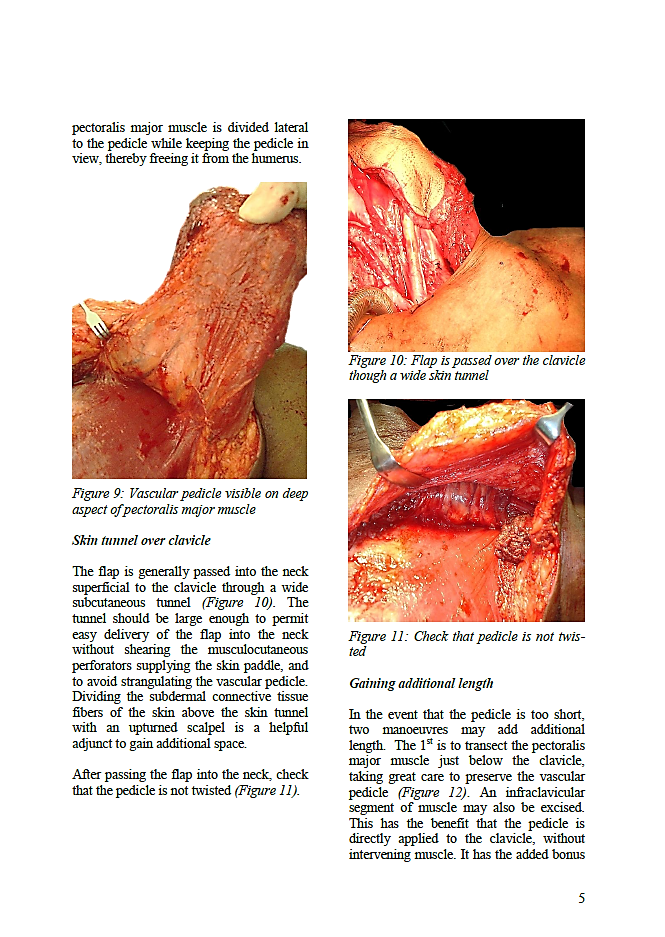 pectoralis major muscle is divided lateral
to the pedicle while keeping the pedicle in
view, thereby freeing it from the humerus.
Figure 9: Vascular pedicle visible on deep
aspect of pectoralis major muscle
Skin tunnel over clavicle
The flap is generally passed into the neck
superficial to the clavicle through a wide
subcutaneous tunnel (Figure 10). The
tunnel should be large enough to permit
easy delivery of the flap into the neck
without shearing the musculocutaneous
perforators supplying the skin paddle, and
to avoid strangulating the vascular pedicle.
Dividing the subdermal connective tissue
fibers of the skin above the skin tunnel
with an upturned scalpel is a helpful
adjunct to gain additional space.
After passing the flap into the neck, check
that the pedicle is not twisted (Figure 11).
Figure 10: Flap is passed over the clavicle
though a wide skin tunnel
Figure 11: Check that pedicle is not twis-
ted
Gaining additional length
In the event that the pedicle is too short,
two manoeuvres may add additional
length. The 1st is to transect the pectoralis
major muscle just below the clavicle,
taking great care to preserve the vascular
pedicle (Figure 12). An infraclavicular
segment of muscle may also be excised.
This has the benefit that the pedicle is
directly applied to the clavicle, without
intervening muscle. It has the added bonus
5